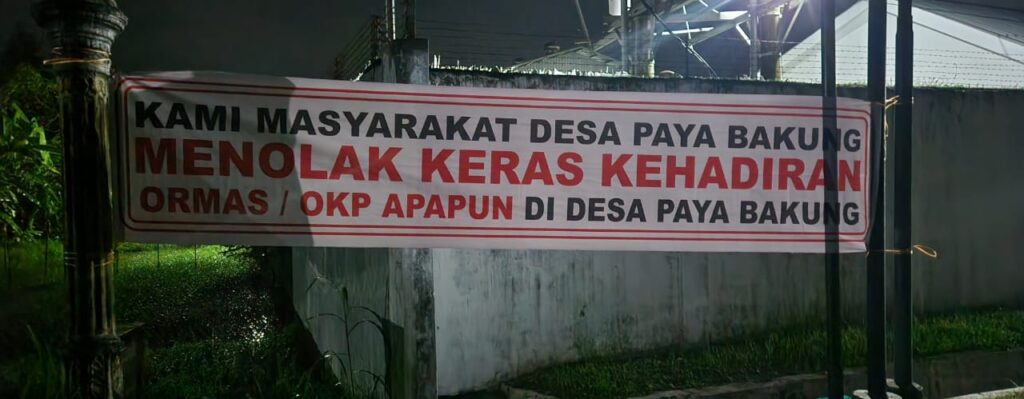 KAMI MASYARAKAT DESA PAYA BAKUNG
MENOLAK KERAS KEHADIRAN
ORMAS / OKP APAPUN DI DESA PAYA BAKUNG